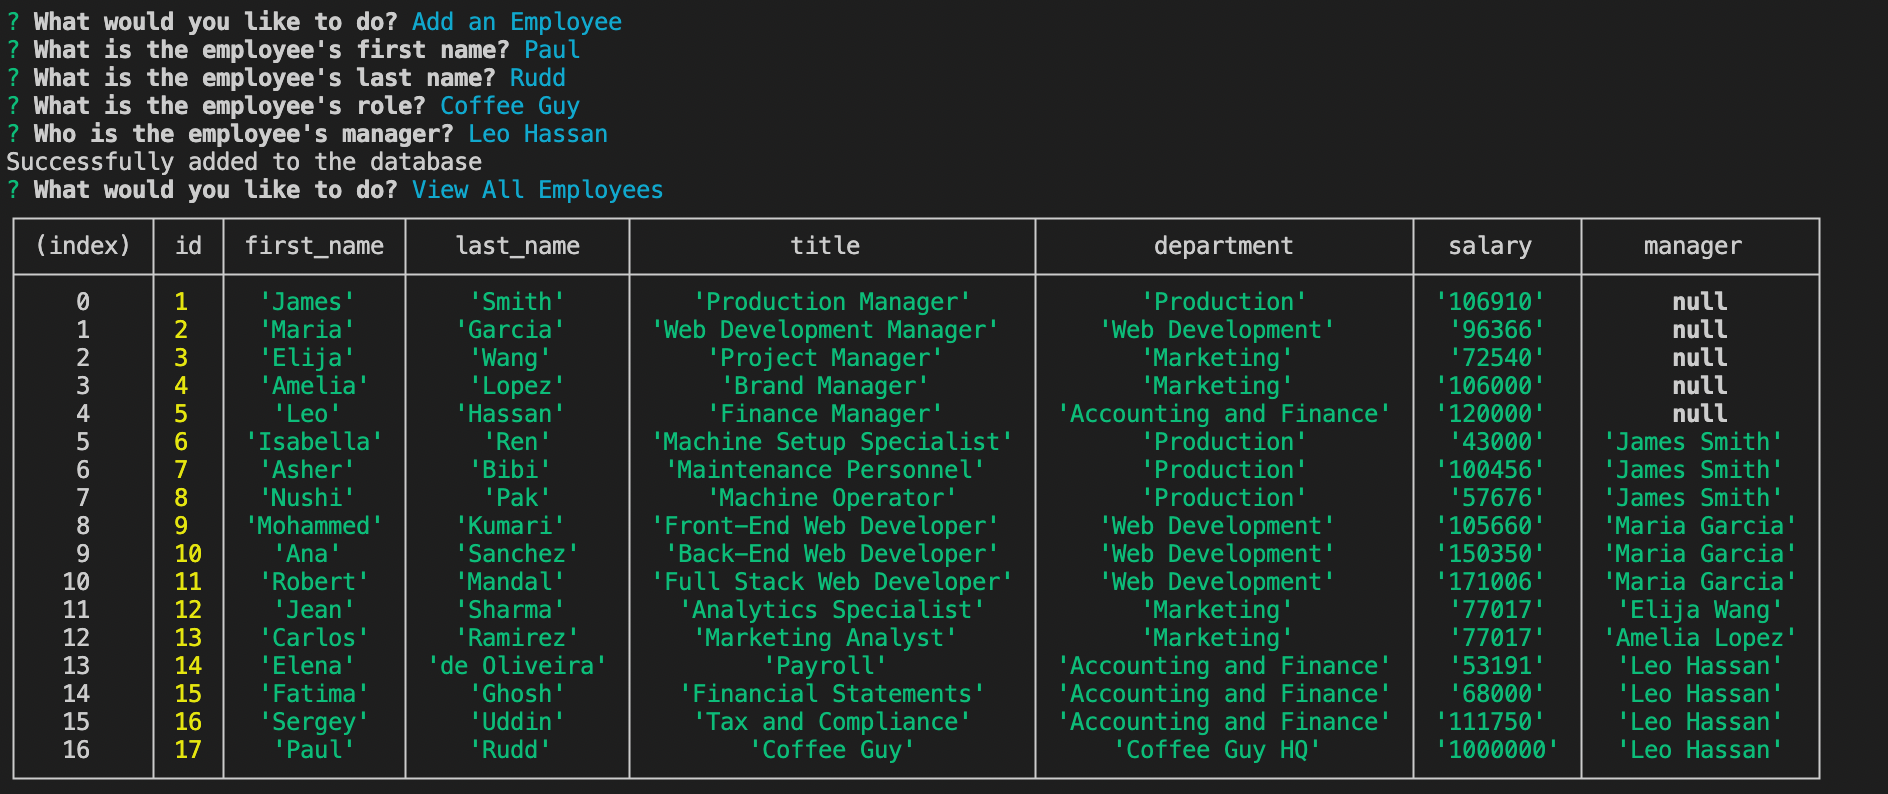 ? What would you like to do? Add an Employee
? What is the employee's first name? Paul
? What is the employee's last name? Rudd
? What is the employee's role? Coffee Guy
? Who is the employee's manager? Leo Hassan
Successfully added to the database
? What would you like to do? View All Employees
(index) id first_name last_name title department salary manager
0 1 'James' 'Smith' 'Production Manager' 'Production' '106910' null
1 2 'Maria' 'Garcia' 'Web Development Manager' 'Web Development' '96366' null
2 3 'Elija' 'Wang' 'Project Manager' 'Marketing' '72540' null
3 4 'Amelia' 'Lopez' 'Brand Manager' 'Marketing' '106000' null
4 5 'Leo' 'Hassan' 'Finance Manager' 'Accounting and Finance' '120000' null
5 6 'Isabella' 'Ren' 'Machine Setup Specialist' 'Production' '43000' 'James Smith'
6 7 'Asher' 'Bibi' 'Maintenance Personnel' 'Production' '100456' 'James Smith'
7 8 'Nushi' 'Pak' 'Machine Operator' 'Production' '57676' 'James Smith'
8 9 'Mohammed' 'Kumari' 'Front-End Web Developer' 'Web Development' '105660' 'Maria Garcia'
9 10 'Ana' 'Sanchez' 'Back-End Web Developer' 'Web Development' '150350' 'Maria Garcia'
10 11 'Robert' 'Mandal' 'Full Stack Web Developer' 'Web Development' '171006' 'Maria Garcia'
11 12 'Jean' 'Sharma' 'Analytics Specialist' 'Marketing' '77017' 'Elija Wang'
12 13 'Carlos' 'Ramirez' 'Marketing Analyst' 'Marketing' '77017' 'Amelia Lopez'
13 14 'Elena' 'de Oliveira' 'Payroll' 'Accounting and Finance' '53191' 'Leo Hassan'
14 15 'Fatima' 'Ghosh' 'Financial Statements' 'Accounting and Finance' '68000' 'Leo Hassan'
15 16 'Sergey' 'Uddin' 'Tax and Compliance' 'Accounting and Finance' '111750' 'Leo Hassan'
16 17 'Paul' 'Rudd' 'Coffee Guy' 'Coffee Guy HQ' '1000000' 'Leo Hassan'